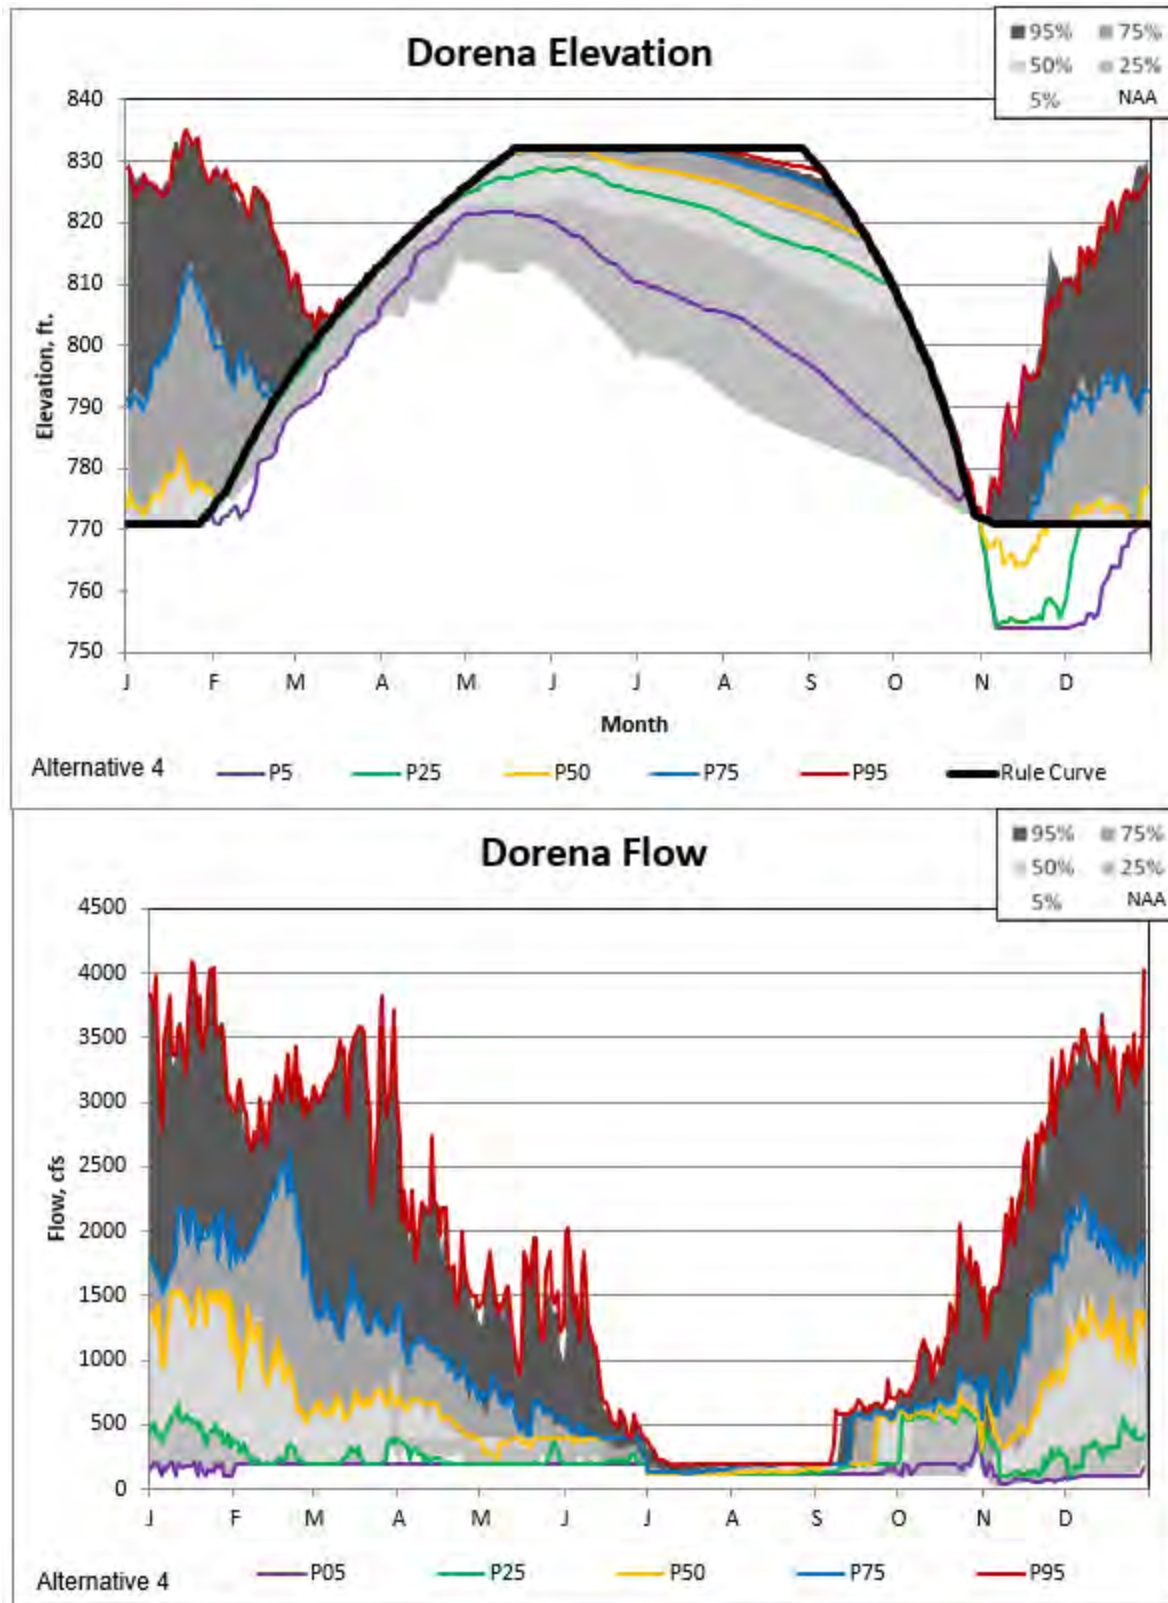 Dorena Elevation
95% 75%
50% 25%
5% NAA
840
830
820
810
800
790
780
770
760
750
Elevation, ft.
J F M A M J J A S O N D
Month
Alternative 4 P5 P25 P50 P75 P95 Rule Curve
Dorena Flow
95% 75%
50% 25%
5% NAA
4500
4000
3500
3000
2500
2000
1500
1000
500
0
Flow, cfs
J F M A M J J A S O N D
Alternative 4 P05 P25 P50 P75 P95